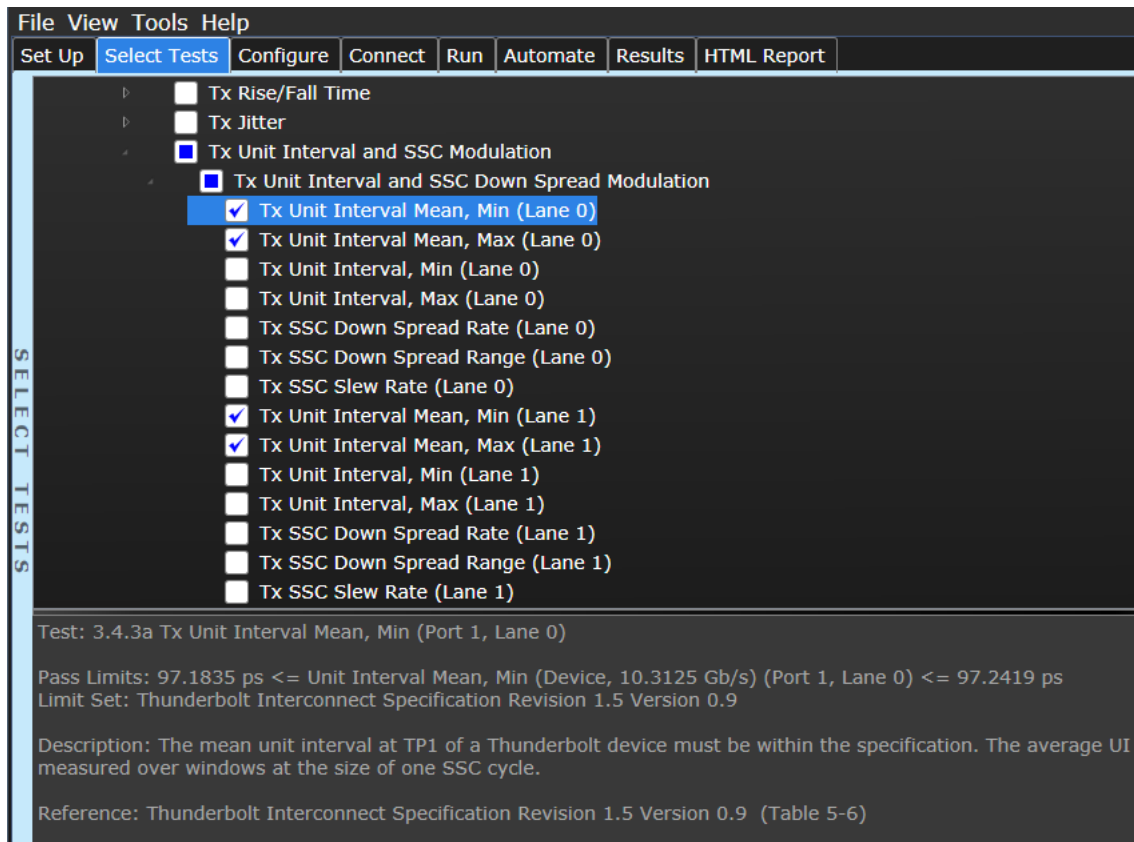 File View Tools Help
Set Up Select Tests Configure Connect Run Automate Results HTML Report
Tx Rise/Fall Time
Tx Jitter
Tx Unit Interval and SSC Modulation
Tx Unit Interval and SSC Down Spread Modulation
Tx Unit Interval Mean, Min (Lane 0)
Tx Unit Interval Mean, Max (Lane 0)
Tx Unit Interval, Min (Lane 0)
Tx Unit Interval, Max (Lane 0)
Tx SSC Down Spread Rate (Lane 0)
Tx SSC Down Spread Range (Lane 0)
Tx SSC Slew Rate (Lane 0)
Tx Unit Interval Mean, Min (Lane 1)
Tx Unit Interval Mean, Max (Lane 1)
Tx Unit Interval, Min (Lane 1)
Tx Unit Interval, Max (Lane 1)
Tx SSC Down Spread Rate (Lane 1)
Tx SSC Down Spread Range (Lane 1)
Tx SSC Slew Rate (Lane 1)
SELECT TESTS
Test: 3.4.3a Tx Unit Interval Mean, Min (Port 1, Lane 0)
Pass Limits: 97.1835 ps <= Unit Interval Mean, Min (Device, 10.3125 Gb/s) (Port 1, Lane 0) <= 97.2419 ps
Limit Set: Thunderbolt Interconnect Specification Revision 1.5 Version 0.9
Description: The mean unit interval at TP1 of a Thunderbolt device must be within the specification. The average UI
measured over windows at the size of one SSC cycle.
Reference: Thunderbolt Interconnect Specification Revision 1.5 Version 0.9 (Table 5-6)